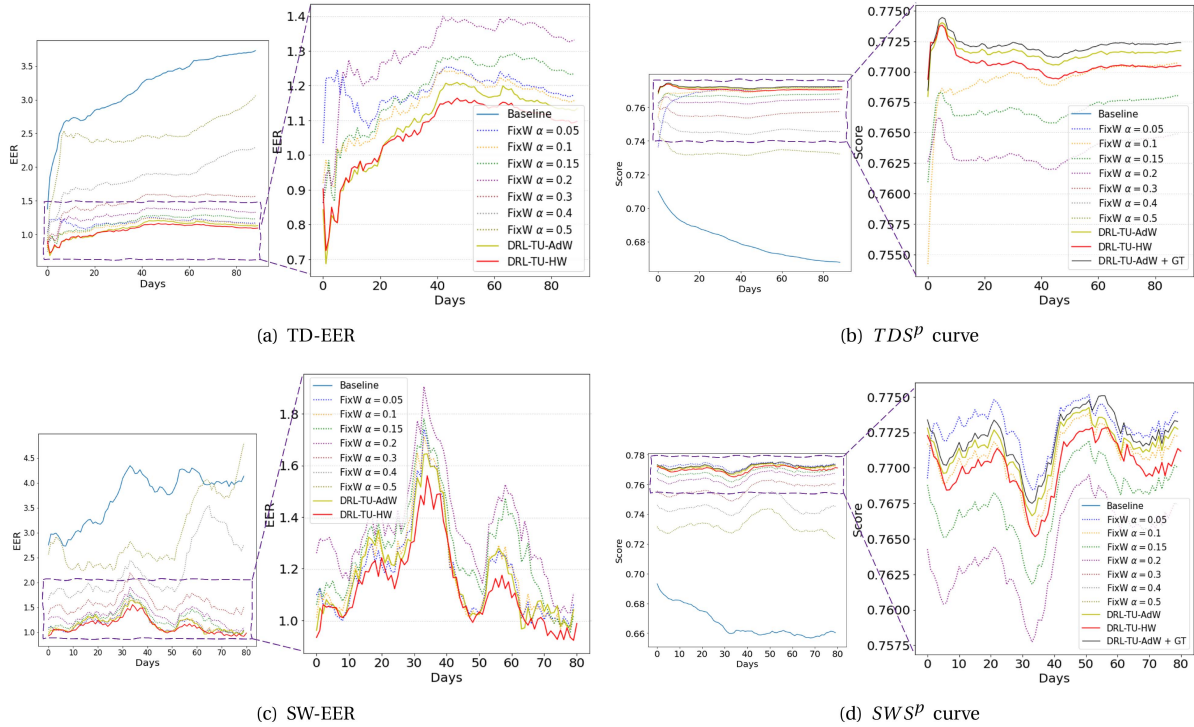 3.5
3.0
2.5
2.0
1.5
1.0
EER
0 20 40 60 80
Days
1.4
1.3
1.2
1.1
1.0
0.9
0.8
0.7
EER
Baseline
FixW α = 0.05
FixW α = 0.1
FixW α = 0.15
FixW α = 0.2
FixW α = 0.3
FixW α = 0.4
FixW α = 0.5
DRL-TU-AdW
DRL-TU-HW
0 20 40 60 80
Days
(a) TD-EER
0.76
0.74
0.72
0.70
0.68
Score
0 20 40 60 80
Days
0.7750
0.7725
0.7700
0.7675
0.7650
0.7625
0.7600
0.7575
0.7550
Score
Baseline
FixW α = 0.05
FixW α = 0.1
FixW α = 0.15
FixW α = 0.2
FixW α = 0.3
FixW α = 0.4
FixW α = 0.5
DRL-TU-AdW
DRL-TU-HW
DRL-TU-AdW + GT
0 20 40 60 80
Days
(b) TDSᵖ curve
4.5
4.0
3.5
3.0
2.5
2.0
1.5
1.0
EER
0 10 20 30 40 50 60 70 80
Days
1.8
1.6
1.4
1.2
1.0
EER
Baseline
FixW α = 0.05
FixW α = 0.1
FixW α = 0.15
FixW α = 0.2
FixW α = 0.3
FixW α = 0.4
FixW α = 0.5
DRL-TU-AdW
DRL-TU-HW
0 10 20 30 40 50 60 70 80
Days
(c) SW-EER
0.78
0.76
0.74
0.72
0.70
0.68
0.66
Score
0 10 20 30 40 50 60 70 80
Days
0.7750
0.7725
0.7700
0.7675
0.7650
0.7625
0.7600
0.7575
Score
Baseline
FixW α = 0.05
FixW α = 0.1
FixW α = 0.15
FixW α = 0.2
FixW α = 0.3
FixW α = 0.4
FixW α = 0.5
DRL-TU-AdW
DRL-TU-HW
DRL-TU-AdW + GT
0 10 20 30 40 50 60 70 80
Days
(d) SWSᵖ curve